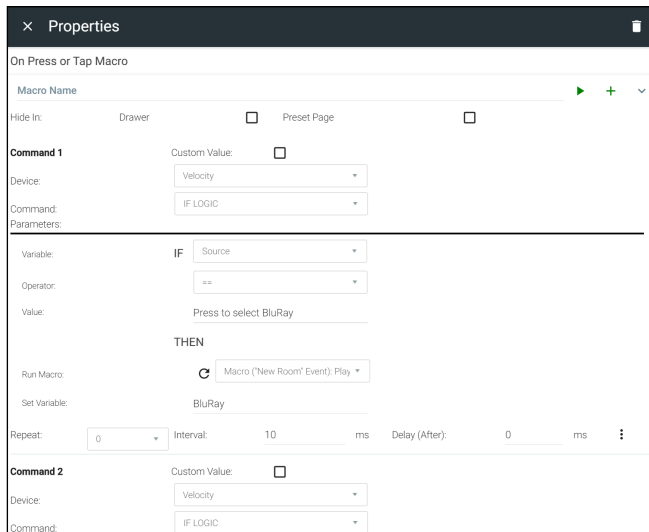 × Properties
On Press or Tap Macro
Macro Name
Hide In: Drawer Preset Page
Command 1 Custom Value:
Device: Velocity
Command: IF LOGIC
Parameters:
Variable: IF Source
Operator: ==
Value: Press to select BluRay
THEN
Run Macro: Macro ("New Room" Event): Play
Set Variable: BluRay
Repeat: 0 Interval: 10 ms Delay (After): 0 ms
Command 2 Custom Value:
Device: Velocity
Command: IF LOGIC